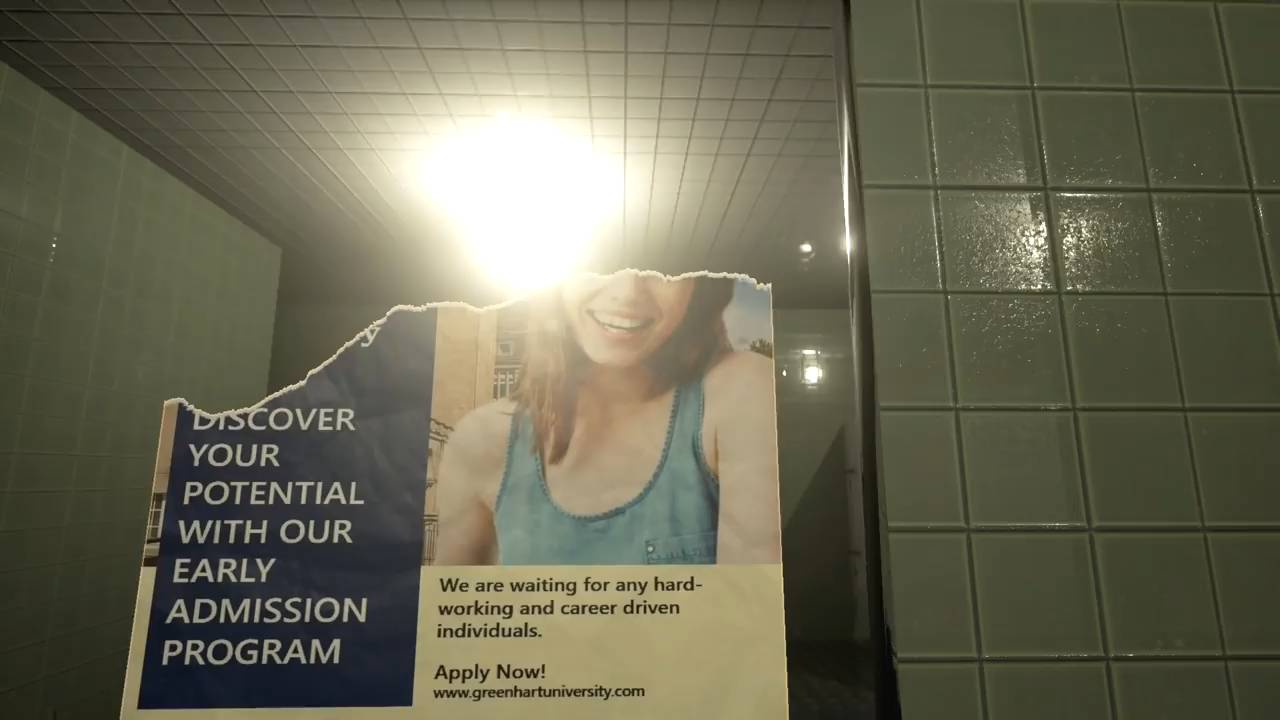 y
DISCOVER
YOUR
POTENTIAL
WITH OUR
EARLY
ADMISSION
PROGRAM
We are waiting for any hard-
working and career driven
individuals.
Apply Now!
www.greenhartuniversity.com